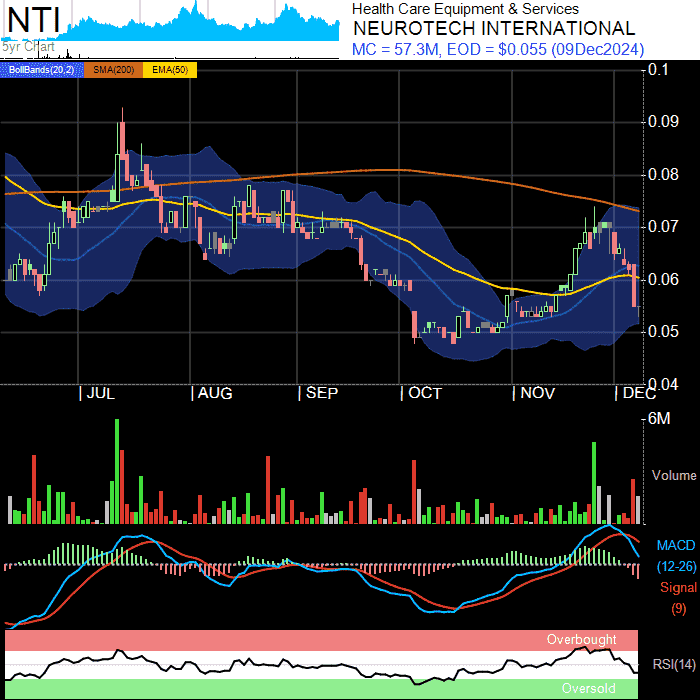 NTI
5yr Chart
Health Care Equipment & Services
NEUROTECH INTERNATIONAL
MC = 57.3M, EOD = $0.055 (09Dec2024)
BollBands(20,2) SMA(200) EMA(50)
0.1
0.09
0.08
0.07
0.06
0.05
0.04
JUL AUG SEP OCT NOV DEC
6M
Volume
MACD
(12-26)
Signal
(9)
Overbought
RSI(14)
Oversold